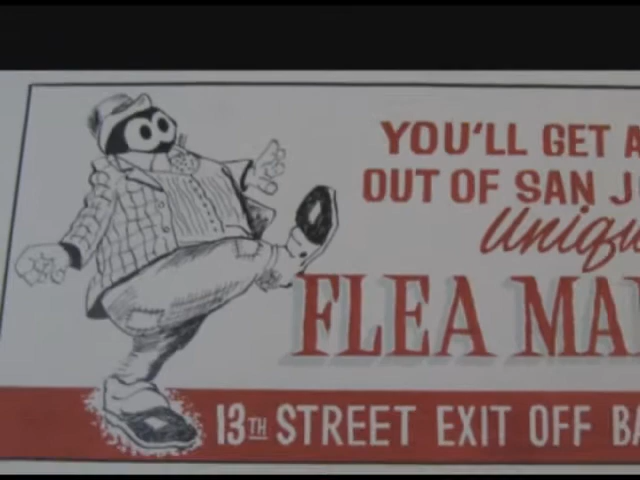 YOU'LL GET A
OUT OF SAN J
Uniqu
FLEA MA
13TH STREET EXIT OFF BA